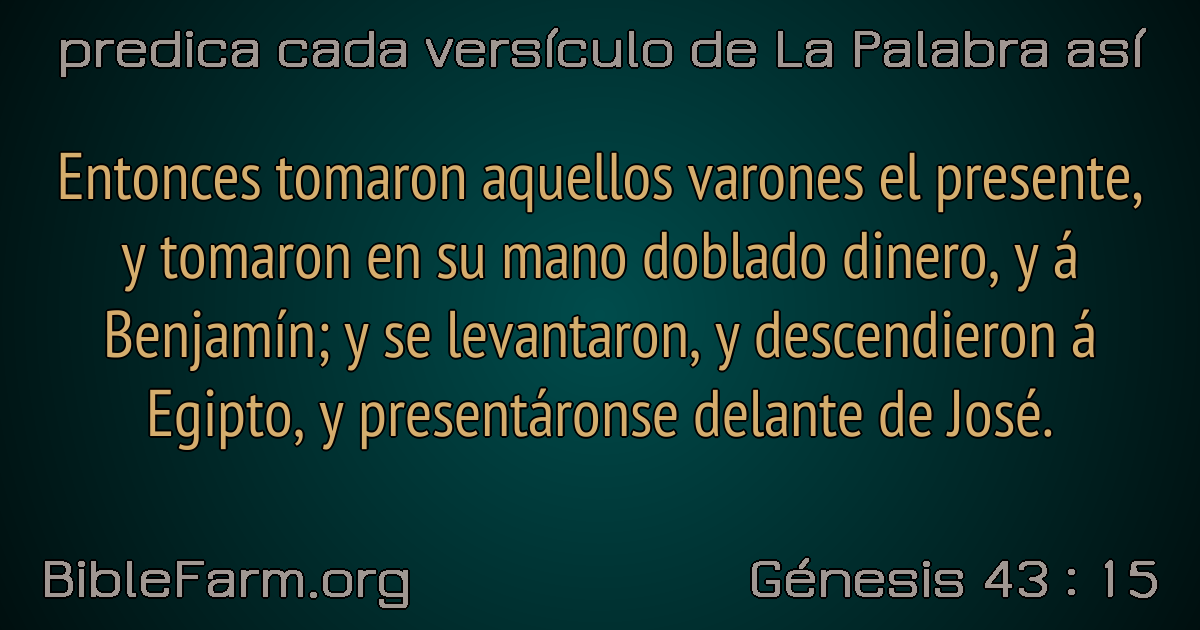 predica cada versículo de La Palabra así
Entonces tomaron aquellos varones el presente,
y tomaron en su mano doblado dinero, y á
Benjamín; y se levantaron, y descendieron á
Egipto, y presentáronse delante de José.
BibleFarm.org
Génesis 43 : 15